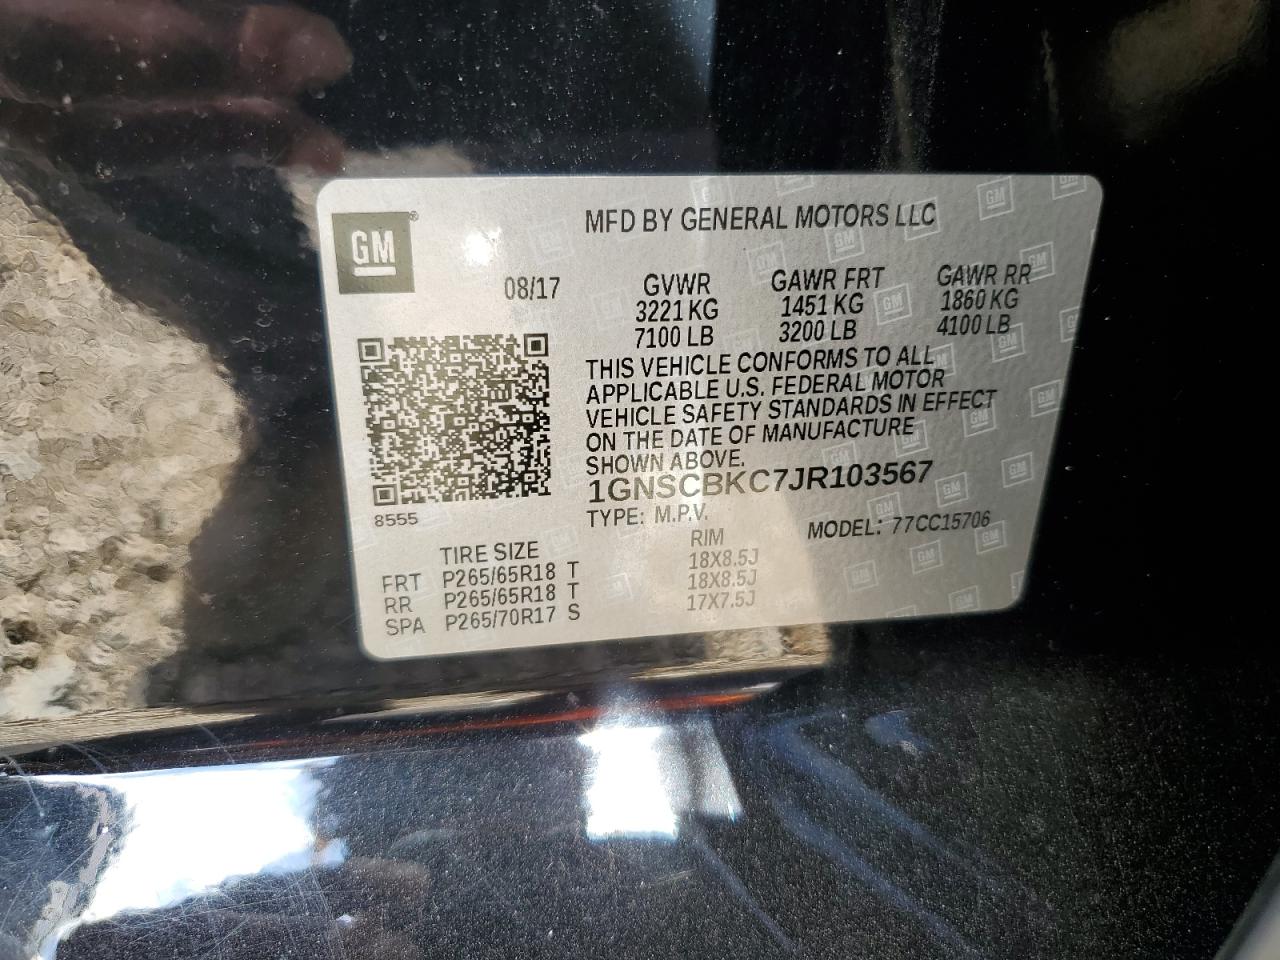 GM®
MFD BY GENERAL MOTORS LLC
08/17 GVWR GAWR FRT GAWR RR
3221 KG 1451 KG 1860 KG
7100 LB 3200 LB 4100 LB
THIS VEHICLE CONFORMS TO ALL
APPLICABLE U.S. FEDERAL MOTOR
VEHICLE SAFETY STANDARDS IN EFFECT
ON THE DATE OF MANUFACTURE
SHOWN ABOVE.
1GNSCBKC7JR103567
8555
TYPE: M.P.V. MODEL: 77CC15706
TIRE SIZE RIM
FRT P265/65R18 T 18X8.5J
RR P265/65R18 T 18X8.5J
SPA P265/70R17 S 17X7.5J